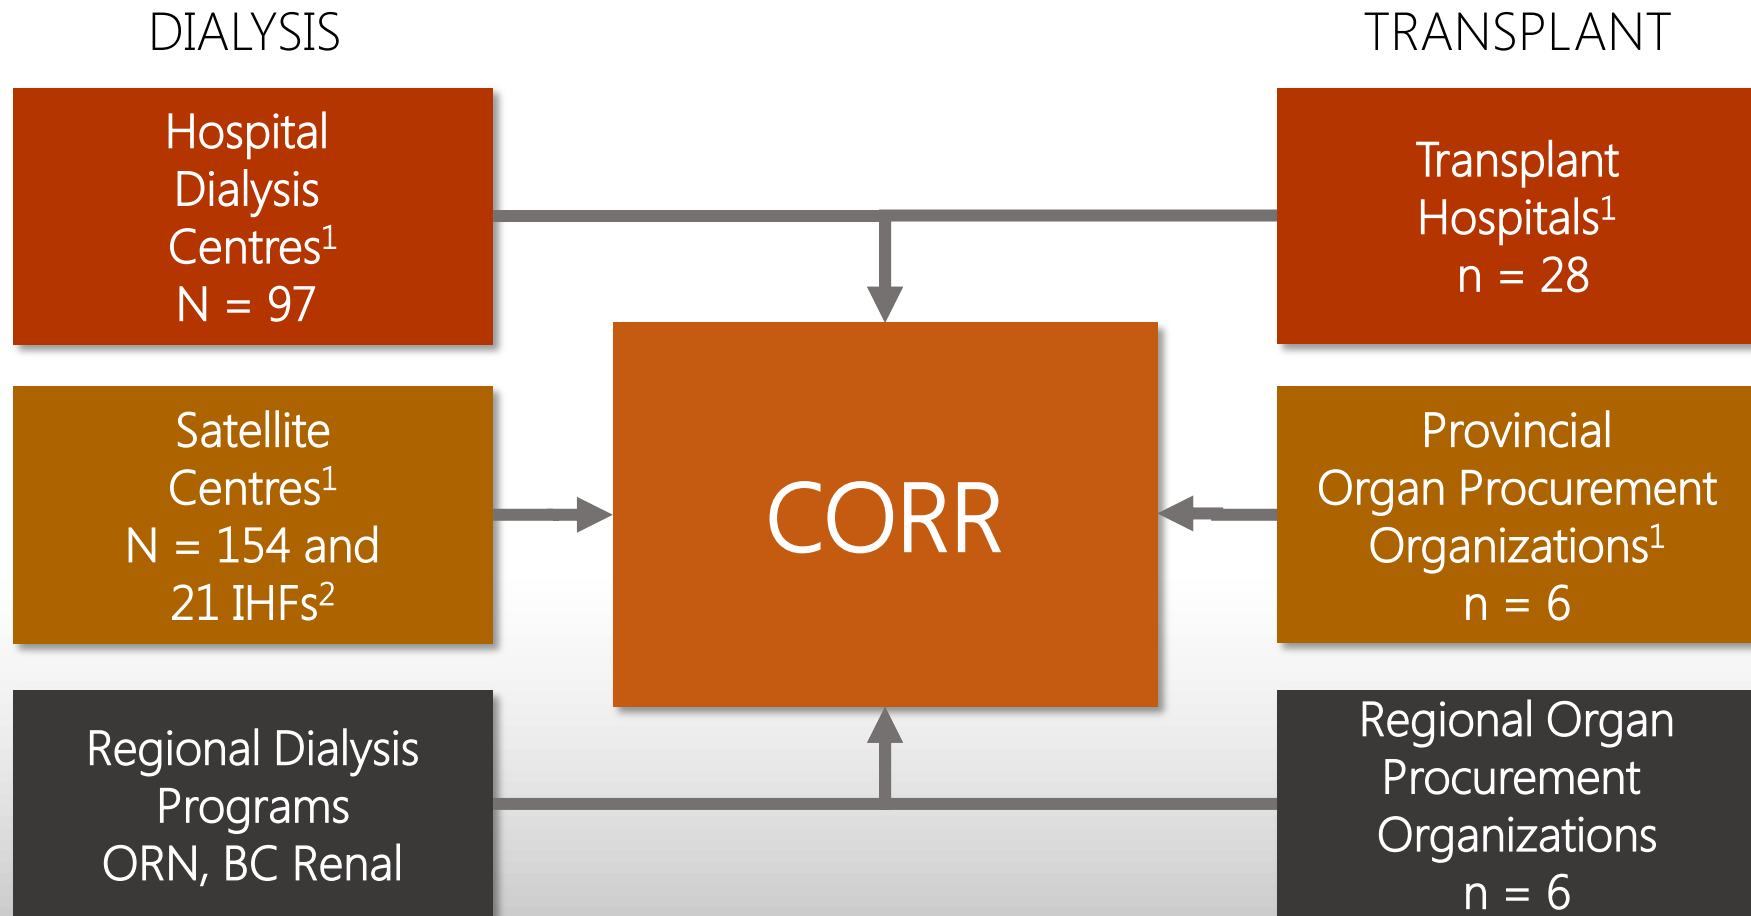 DIALYSIS
Hospital
Dialysis
Centres¹
N = 97
Satellite
Centres¹
N = 154 and
21 IHFs²
Regional Dialysis
Programs
ORN, BC Renal
CORR
TRANSPLANT
Transplant
Hospitals¹
n = 28
Provincial
Organ Procurement
Organizations¹
n = 6
Regional Organ
Procurement
Organizations
n = 6